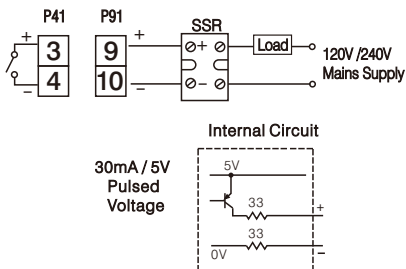 P41 P91
SSR
+ 3 9 + + Load
120V /240V
Mains Supply
− 4 10 − −
Internal Circuit
30mA / 5V
Pulsed
Voltage
5V
33 +
33
0V −